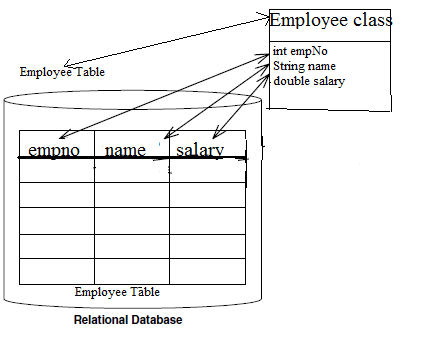 Employee class
int empNo
String name
double salary
Employee Table
empno name salary
Employee Table
Relational Database